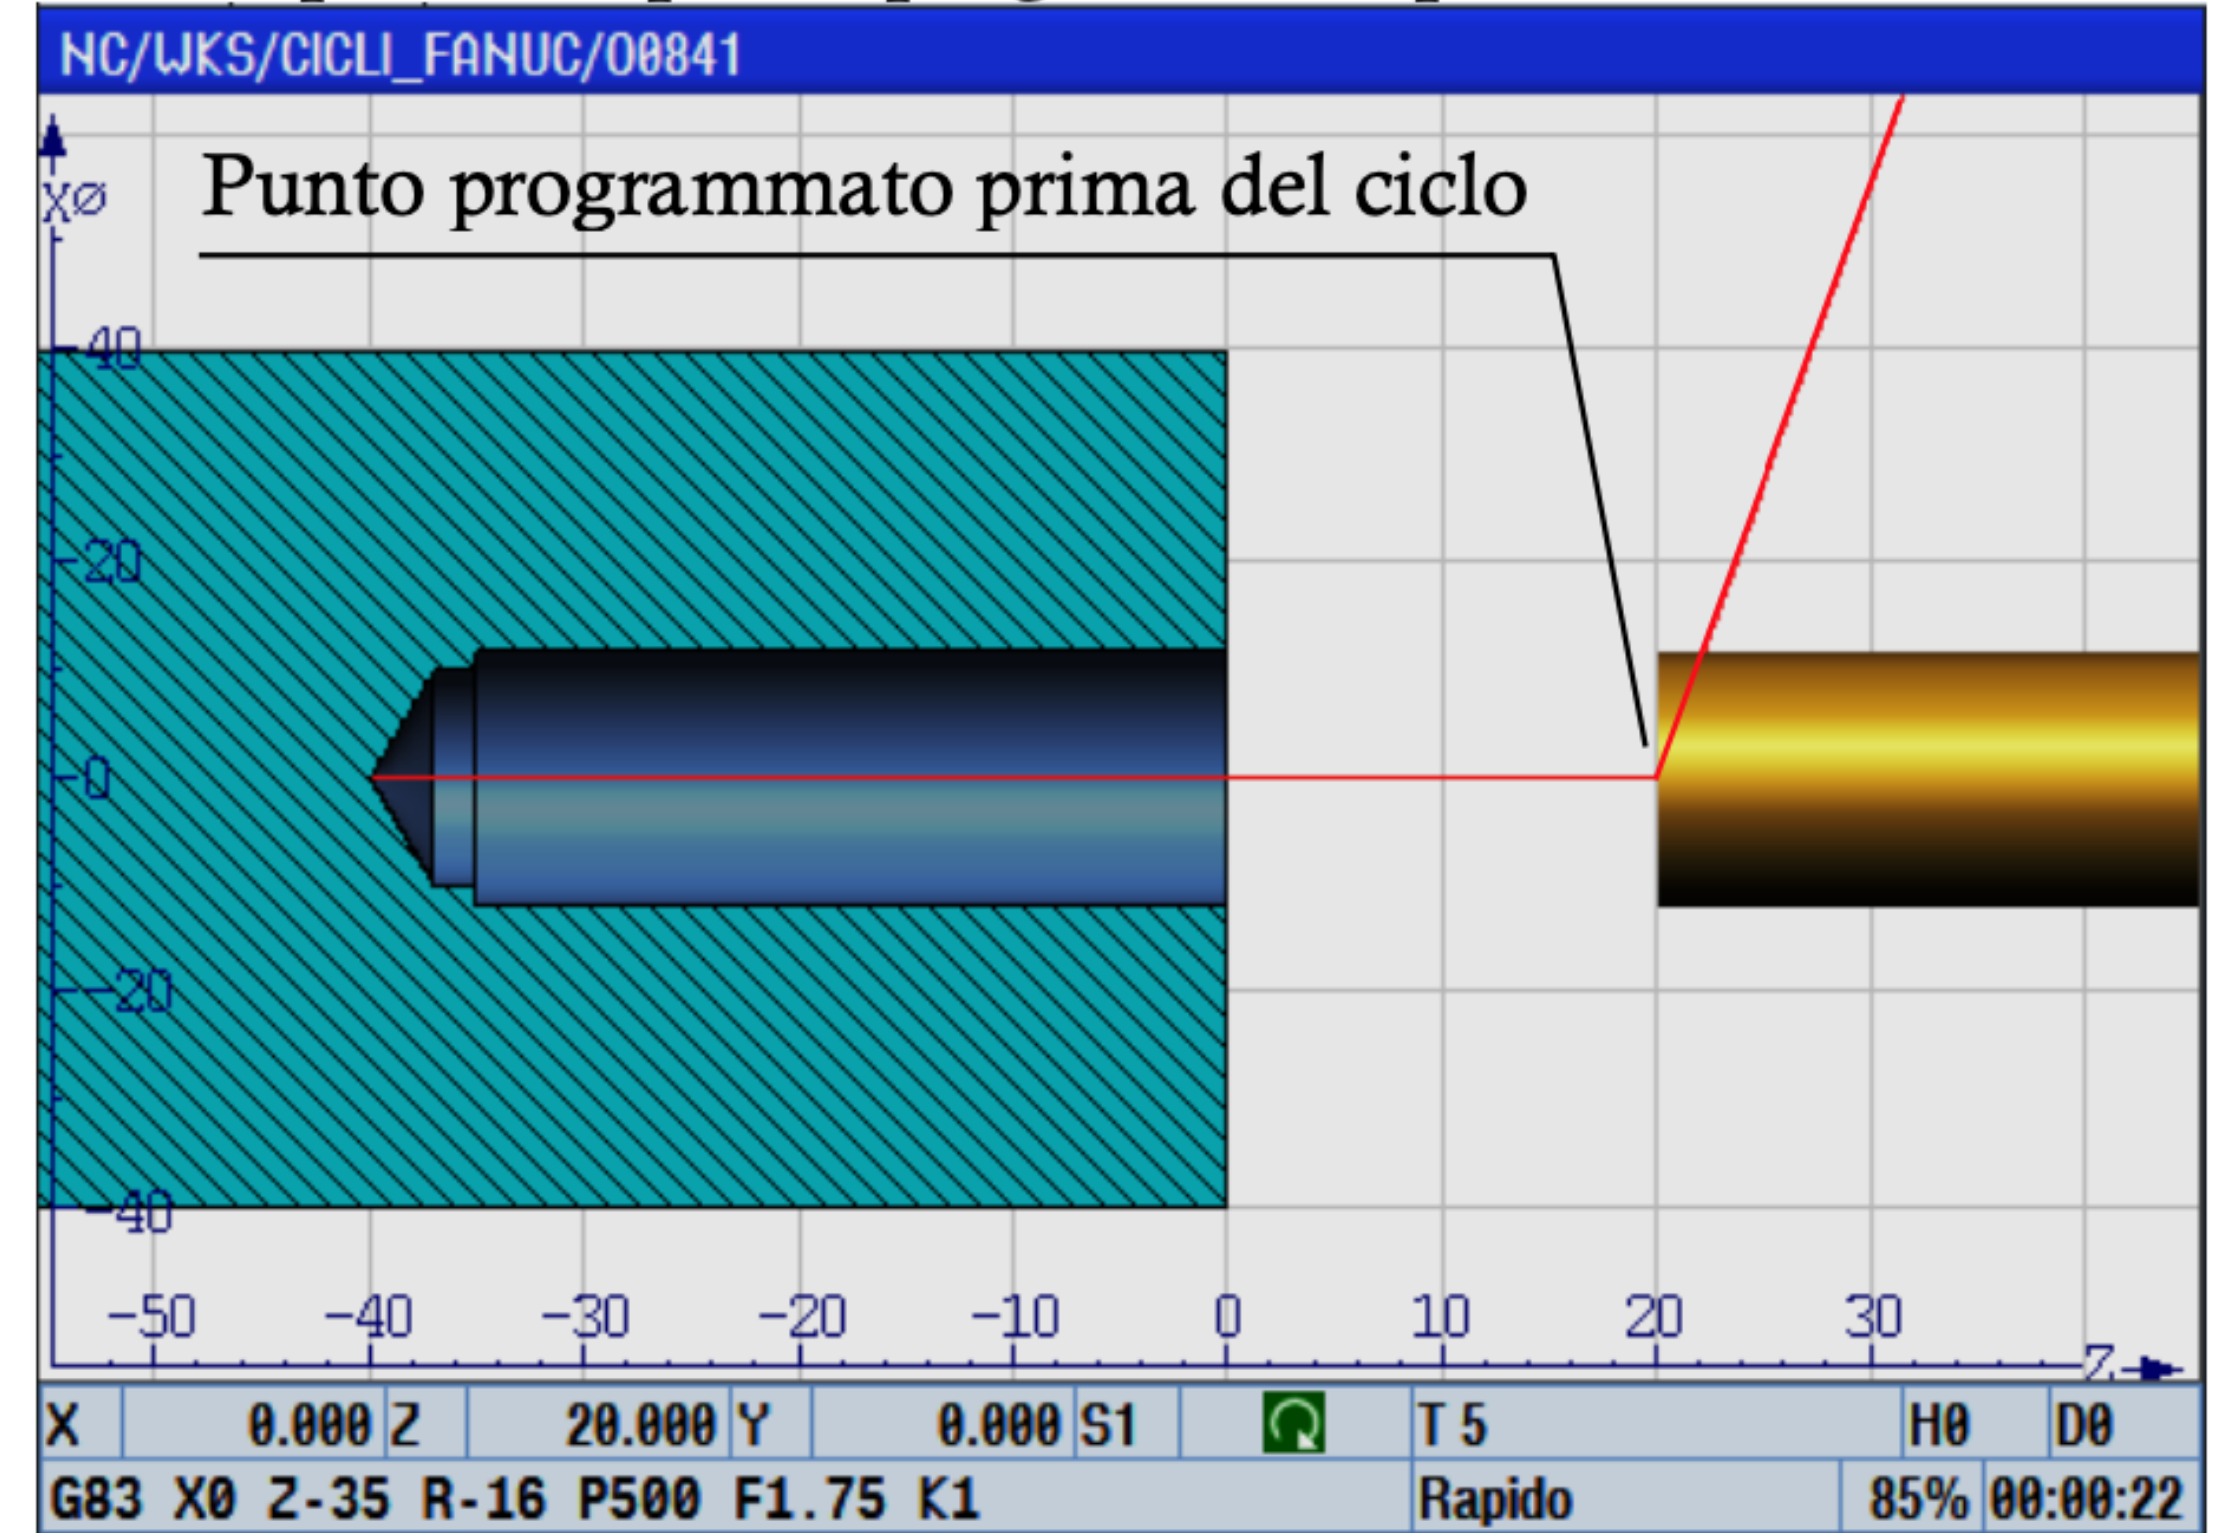 NC/WKS/CICLI_FANUC/O0841
XØ
Punto programmato prima del ciclo
40
20
0
-20
-40
-50 -40 -30 -20 -10 0 10 20 30 Z
X 0.000 Z 20.000 Y 0.000 S1 T 5 H0 D0
G83 X0 Z-35 R-16 P500 F1.75 K1 Rapido 85% 00:00:22